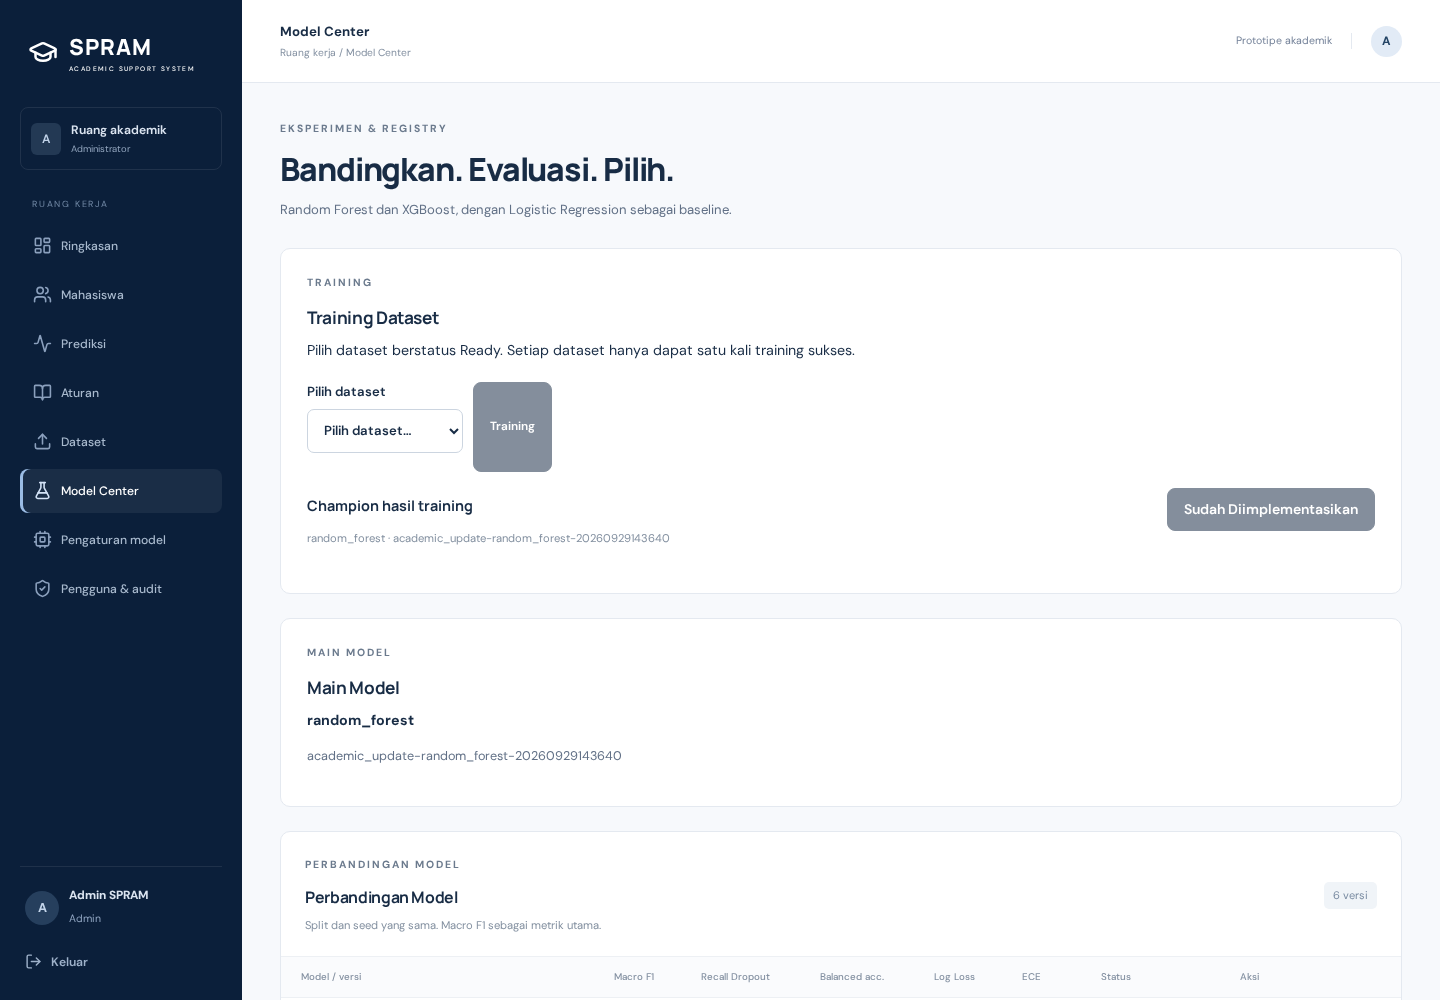 SPRAM
ACADEMIC SUPPORT SYSTEM
A
Ruang akademik
Administrator
RUANG KERJA
Ringkasan
Mahasiswa
Prediksi
Aturan
Dataset
Model Center
Pengaturan model
Pengguna & audit
A
Admin SPRAM
Admin
Keluar
Model Center
Ruang kerja / Model Center
Prototipe akademik
A
EKSPERIMEN & REGISTRY
Bandingkan. Evaluasi. Pilih.
Random Forest dan XGBoost, dengan Logistic Regression sebagai baseline.
TRAINING
Training Dataset
Pilih dataset berstatus Ready. Setiap dataset hanya dapat satu kali training sukses.
Pilih dataset
Pilih dataset...
Training
Champion hasil training
random_forest · academic_update-random_forest-20260929143640
Sudah Diimplementasikan
MAIN MODEL
Main Model
random_forest
academic_update-random_forest-20260929143640
PERBANDINGAN MODEL
Perbandingan Model
Split dan seed yang sama. Macro F1 sebagai metrik utama.
6 versi
Model / versi Macro F1 Recall Dropout Balanced acc. Log Loss ECE Status Aksi